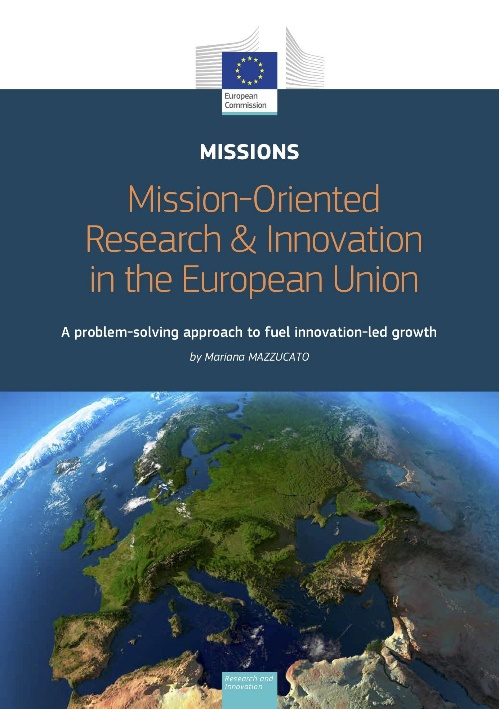 European
Commission
MISSIONS
Mission-Oriented
Research & Innovation
in the European Union
A problem-solving approach to fuel innovation-led growth
by Mariana MAZZUCATO
Research and
Innovation